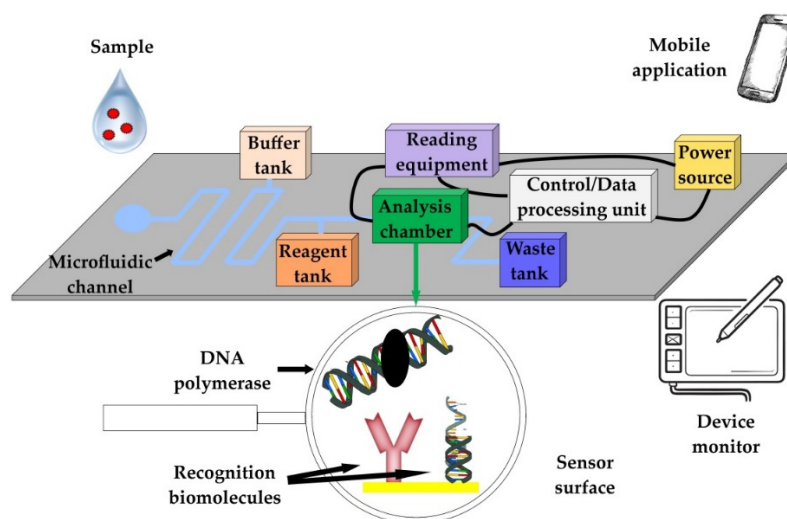 Sample
Mobile
application
Buffer
tank
Reading
equipment
Power
source
Control/Data
processing unit
Analysis
chamber
Reagent
tank
Waste
tank
Microfluidic
channel
DNA
polymerase
Device
monitor
Recognition
biomolecules
Sensor
surface